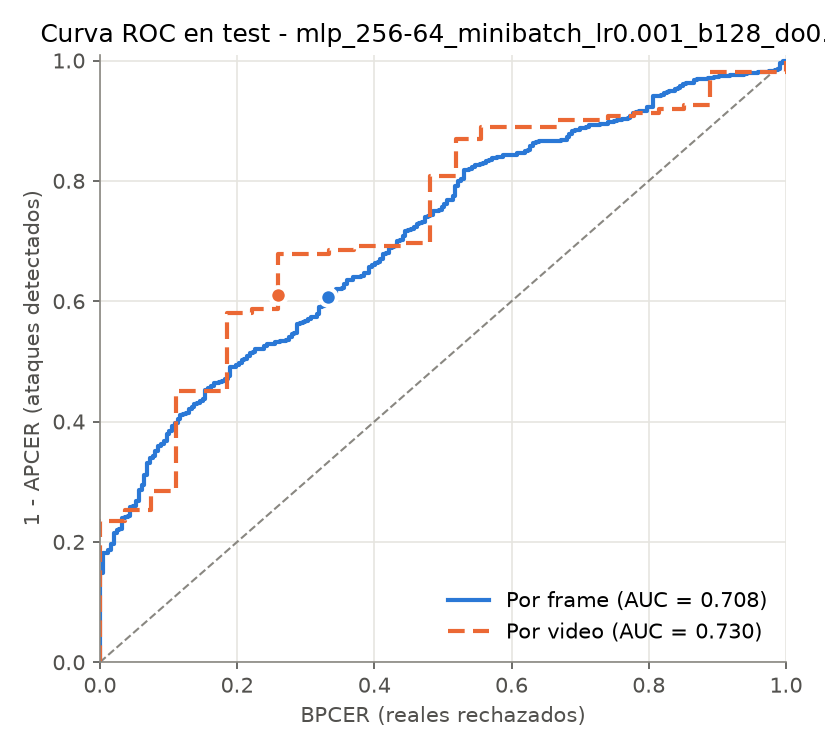 Curva ROC en test - mlp_256-64_minibatch_lr0.001_b128_do0.
1.0
0.8
0.6
0.4
0.2
0.0
1 - APCER (ataques detectados)
Por frame (AUC = 0.708)
Por video (AUC = 0.730)
0.0 0.2 0.4 0.6 0.8 1.0
BPCER (reales rechazados)